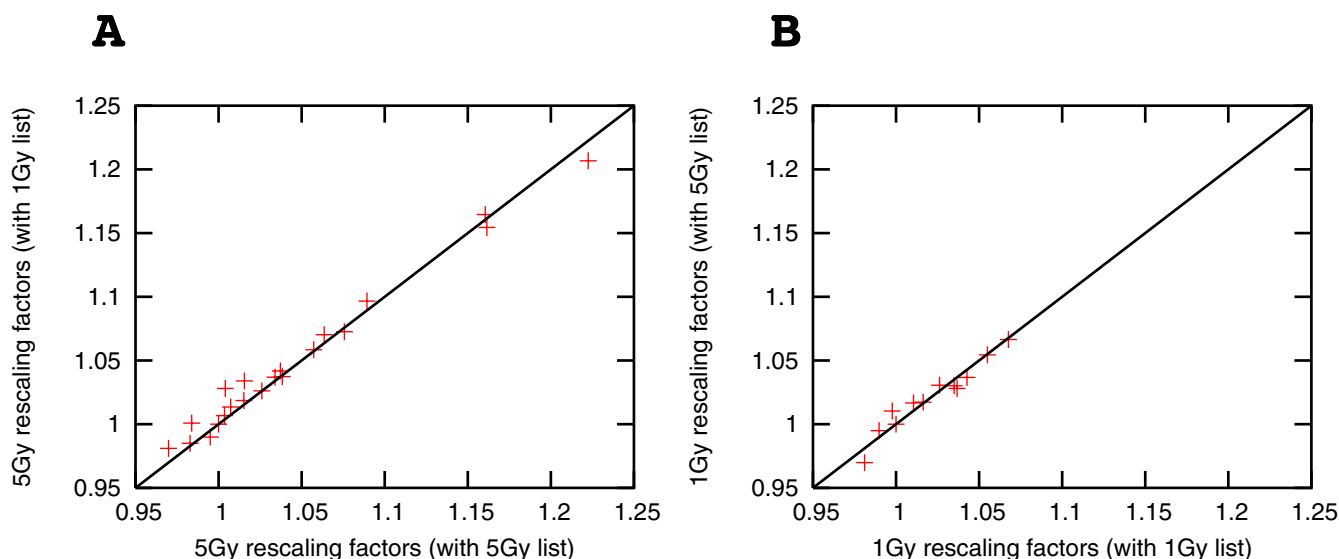 A
B
5Gy rescaling factors (with 1Gy list)
1.25
1.2
1.15
1.1
1.05
1
0.95
0.95 1 1.05 1.1 1.15 1.2 1.25
5Gy rescaling factors (with 5Gy list)
1Gy rescaling factors (with 5Gy list)
1.25
1.2
1.15
1.1
1.05
1
0.95
0.95 1 1.05 1.1 1.15 1.2 1.25
1Gy rescaling factors (with 1Gy list)